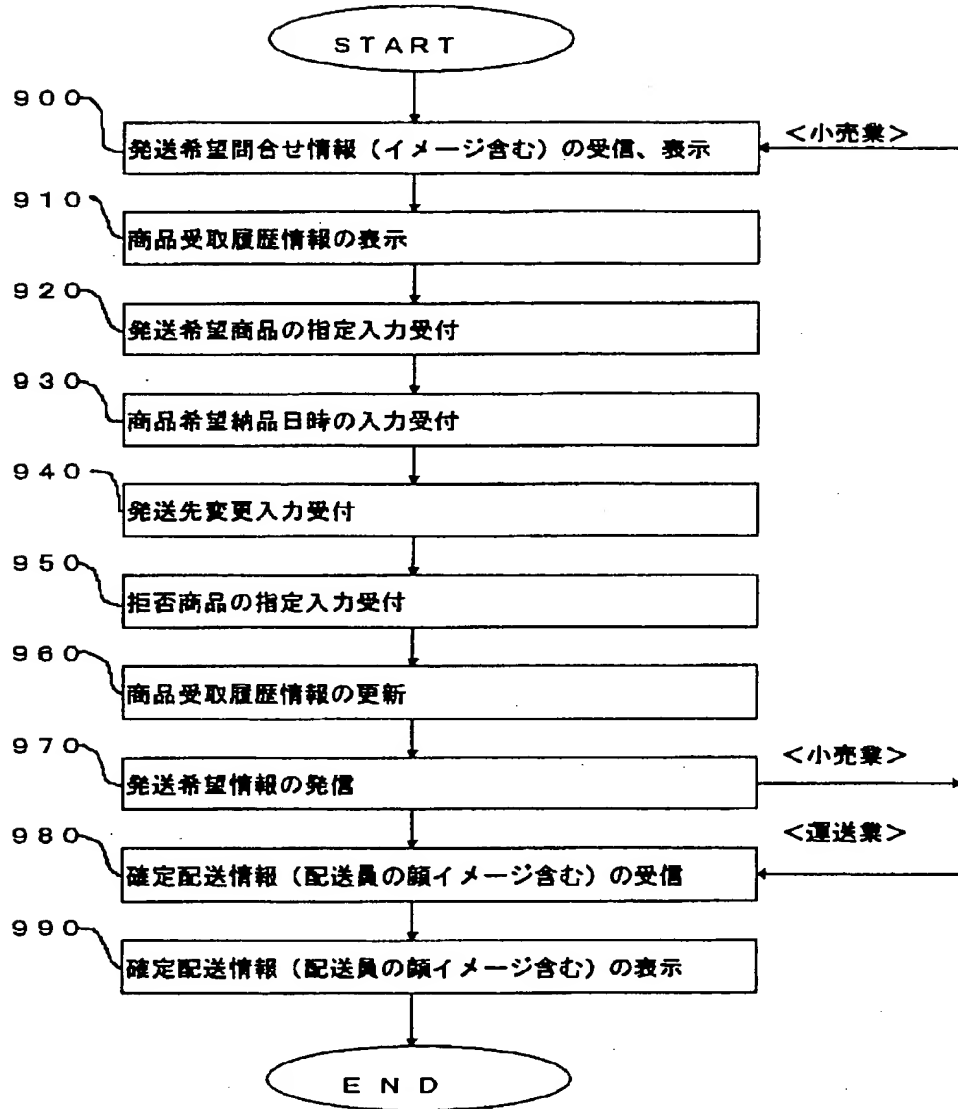 START
900
発送希望問合せ情報（イメージ含む）の受信、表示
＜小売業＞
910
商品受取履歴情報の表示
920
発送希望商品の指定入力受付
930
商品希望納品日時の入力受付
940
発送先変更入力受付
950
拒否商品の指定入力受付
960
商品受取履歴情報の更新
970
発送希望情報の発信
＜小売業＞
980
確定配送情報（配送員の顔イメージ含む）の受信
＜運送業＞
990
確定配送情報（配送員の顔イメージ含む）の表示
END